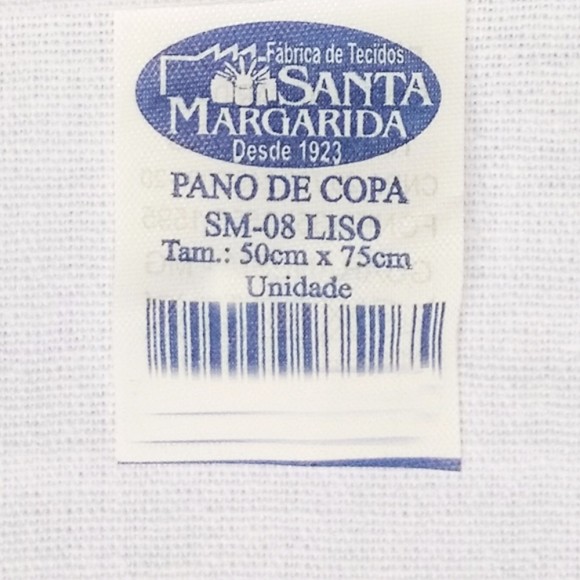 Fábrica de Tecidos
SANTA
MARGARIDA
Desde 1923
PANO DE COPA
SM-08 LISO
Tam.: 50cm x 75cm
Unidade